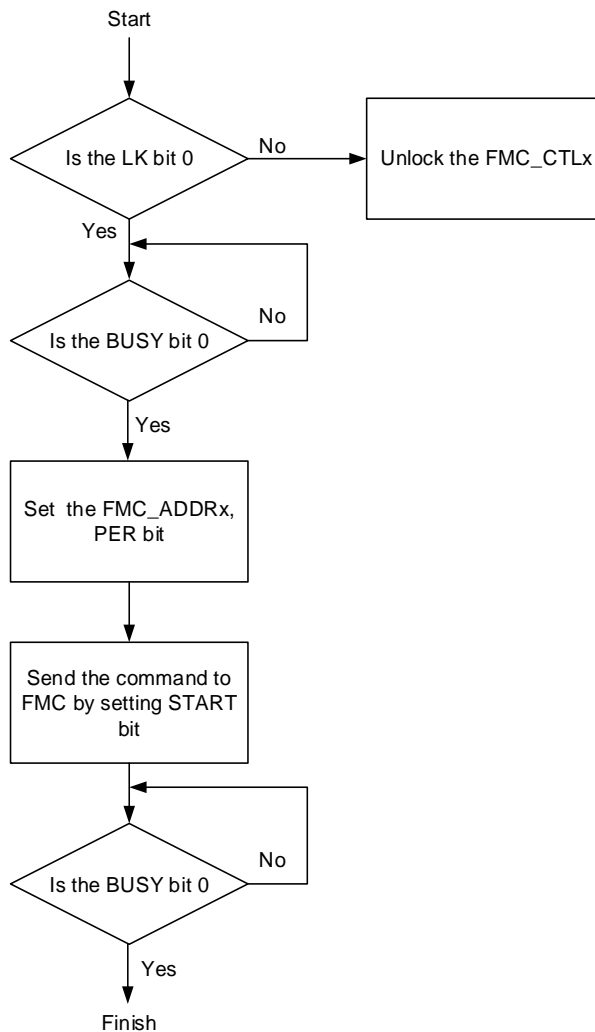 Start
Is the LK bit 0
No
Unlock the FMC_CTLx
Yes
Is the BUSY bit 0
No
Yes
Set  the FMC_ADDRx,
PER bit
Send the command to
FMC by setting START
bit
Is the BUSY bit 0
No
Yes
Finish